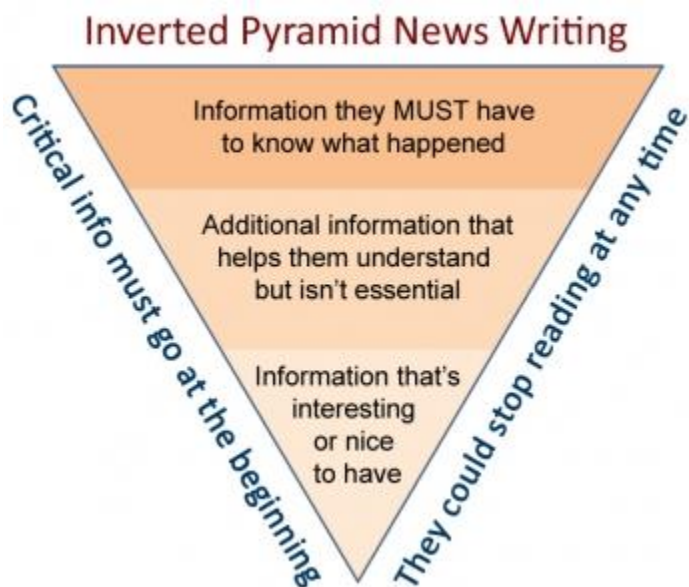 Inverted Pyramid News Writing
Critical info must go at the beginning
Information they MUST have
to know what happened
Additional information that
helps them understand
but isn't essential
Information that's
interesting
or nice
to have
They could stop reading at any time